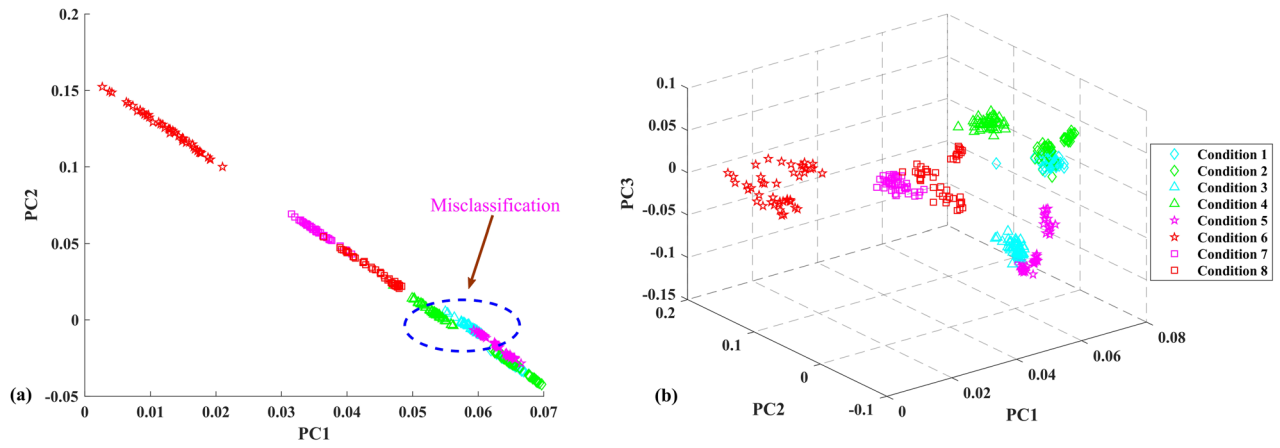 0.2
0.15
0.1
0.05
0
-0.05
PC2
0
0.01
0.02
0.03
0.04
0.05
0.06
0.07
PC1
Misclassification
(a)
0.1
0.05
0
-0.05
-0.1
-0.15
PC3
0.2
0.1
0
-0.1
PC2
0
0.02
0.04
0.06
0.08
PC1
(b)
Condition 1
Condition 2
Condition 3
Condition 4
Condition 5
Condition 6
Condition 7
Condition 8